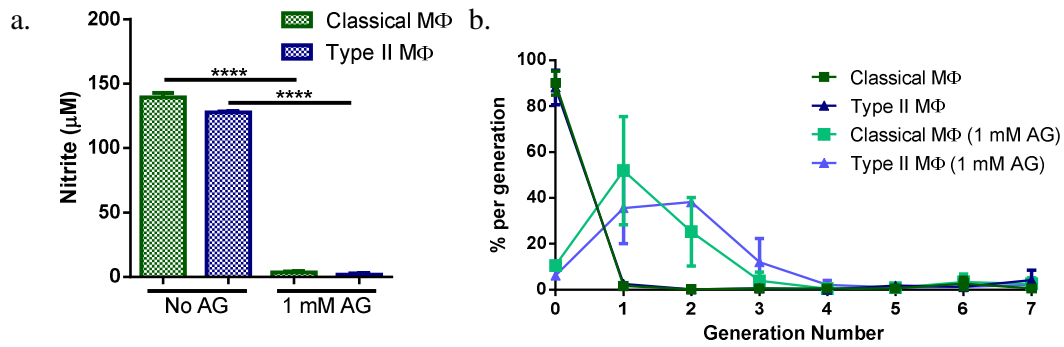 a.
Nitrite (µM)
200
150
100
50
0
Classical MΦ
Type II MΦ
****
****
No AG
1 mM AG
b.
% per generation
100
80
60
40
20
0
Classical MΦ
Type II MΦ
Classical MΦ (1 mM AG)
Type II MΦ (1 mM AG)
0 1 2 3 4 5 6 7
Generation Number